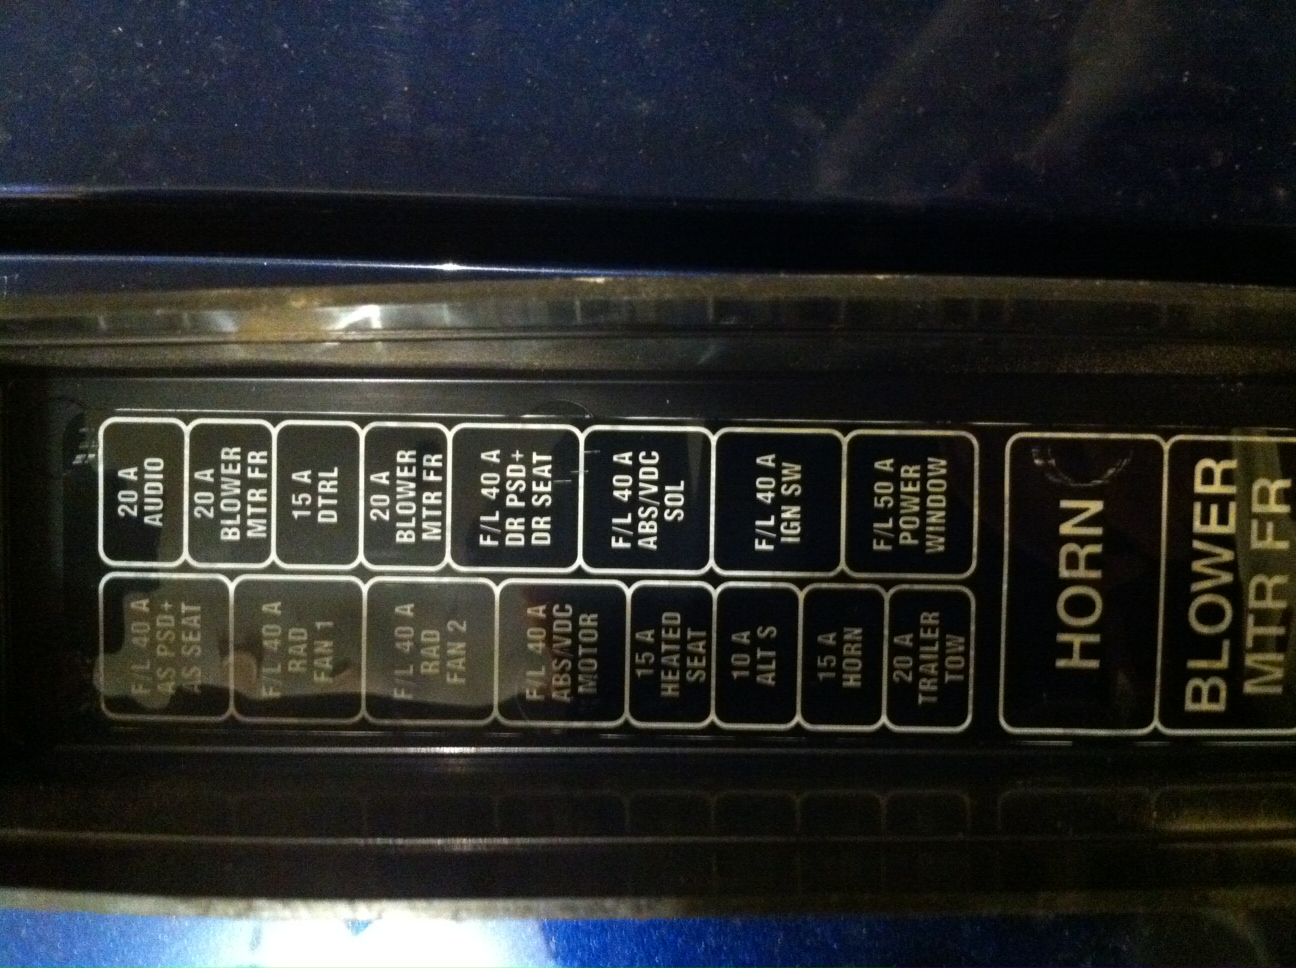 F/L 40 A
AS PSD+
AS SEAT
F/L 40 A
RAD
FAN 1
F/L 40 A
RAD
FAN 2
F/L 40 A
ABS/VDC
MOTOR
15 A
HEATED
SEAT
10 A
ALT S
15 A
HORN
20 A
TRAILER
TOW
20 A
AUDIO
20 A
BLOWER
MTR FR
15 A
DTRL
20 A
BLOWER
MTR FR
F/L 40 A
DR PSD+
DR SEAT
F/L 40 A
ABS/VDC
SOL
F/L 40 A
IGN SW
F/L 50 A
POWER
WINDOW
HORN
BLOWER
MTR FR